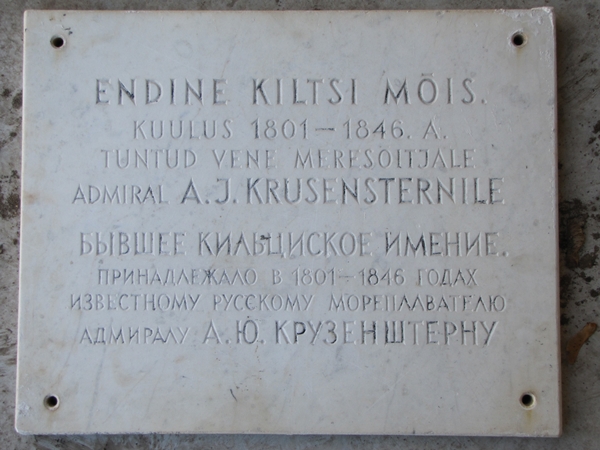 ENDINE KILTSI MÕIS.
KUULUS 1801 – 1846. A.
TUNTUD VENE MERESÕITJALE
ADMIRAL A. J. KRUSENSTERNILE
БЫВШЕЕ КИЛЬЦИСКОЕ ИМЕНИЕ.
ПРИНАДЛЕЖАЛО В 1801 – 1846 ГОДАХ
ИЗВЕСТНОМУ РУССКОМУ МОРЕПЛАВАТЕЛЮ
АДМИРАЛУ А. Ю. КРУЗЕНШТЕРНУ